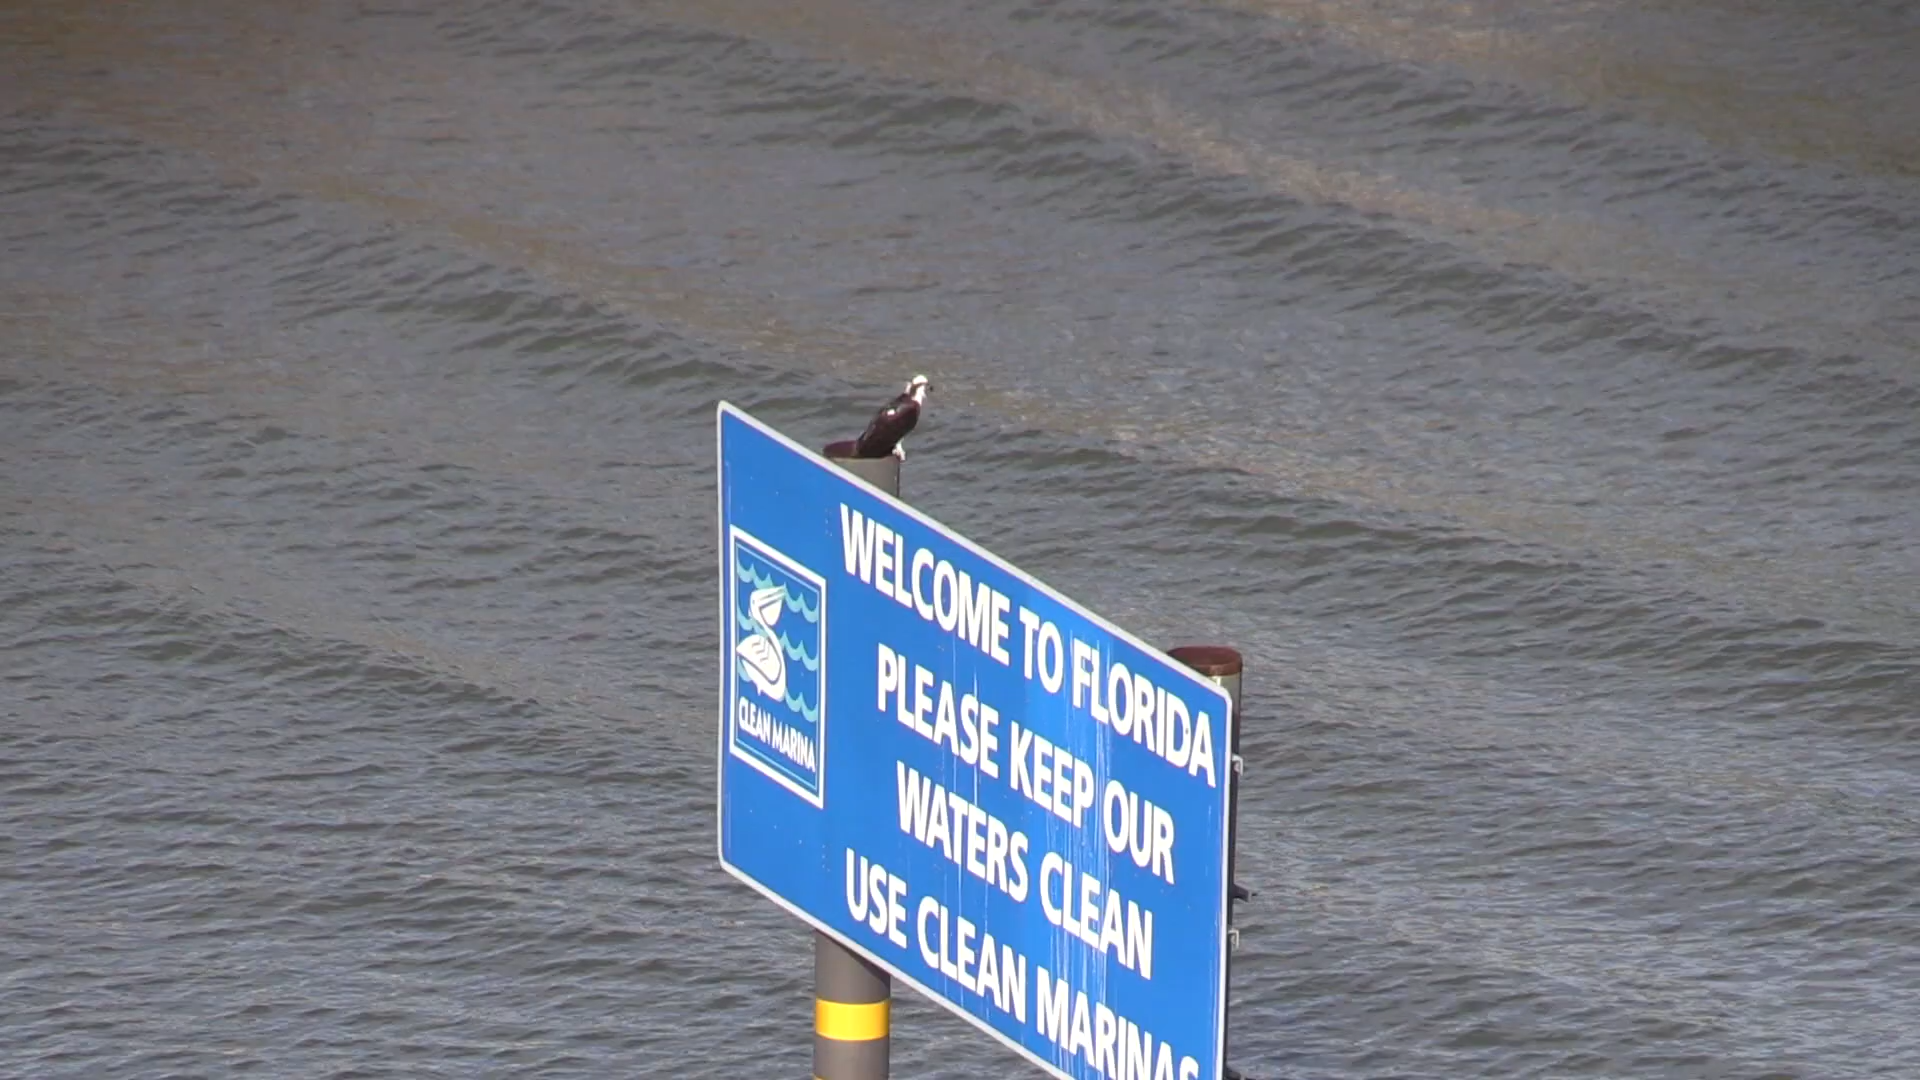 WELCOME TO FLORIDA
PLEASE KEEP OUR
WATERS CLEAN
USE CLEAN MARINAS
CLEAN MARINA